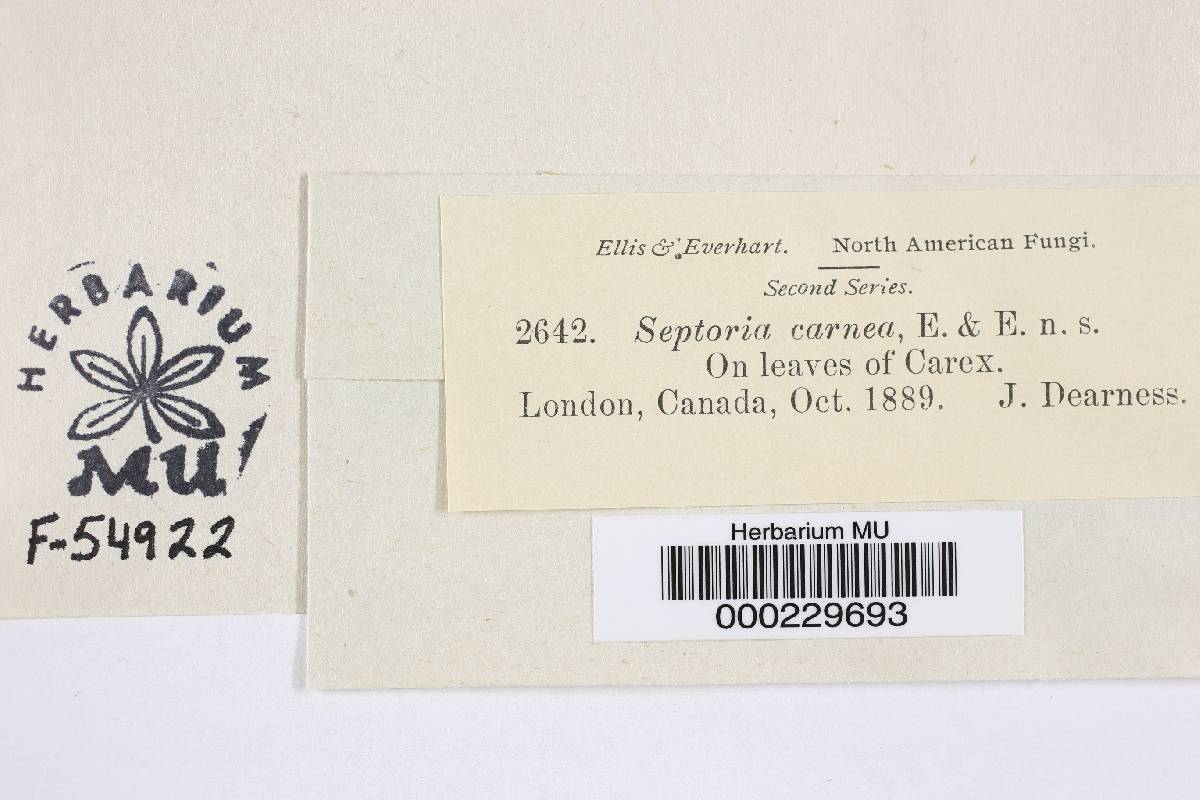 Ellis & Everhart. North American Fungi.
Second Series.
2642. Septoria carnea, E. & E. n. s.
On leaves of Carex.
London, Canada, Oct. 1889. J. Dearness.
HERBARIUM
MU
F-54922
Herbarium MU
000229693